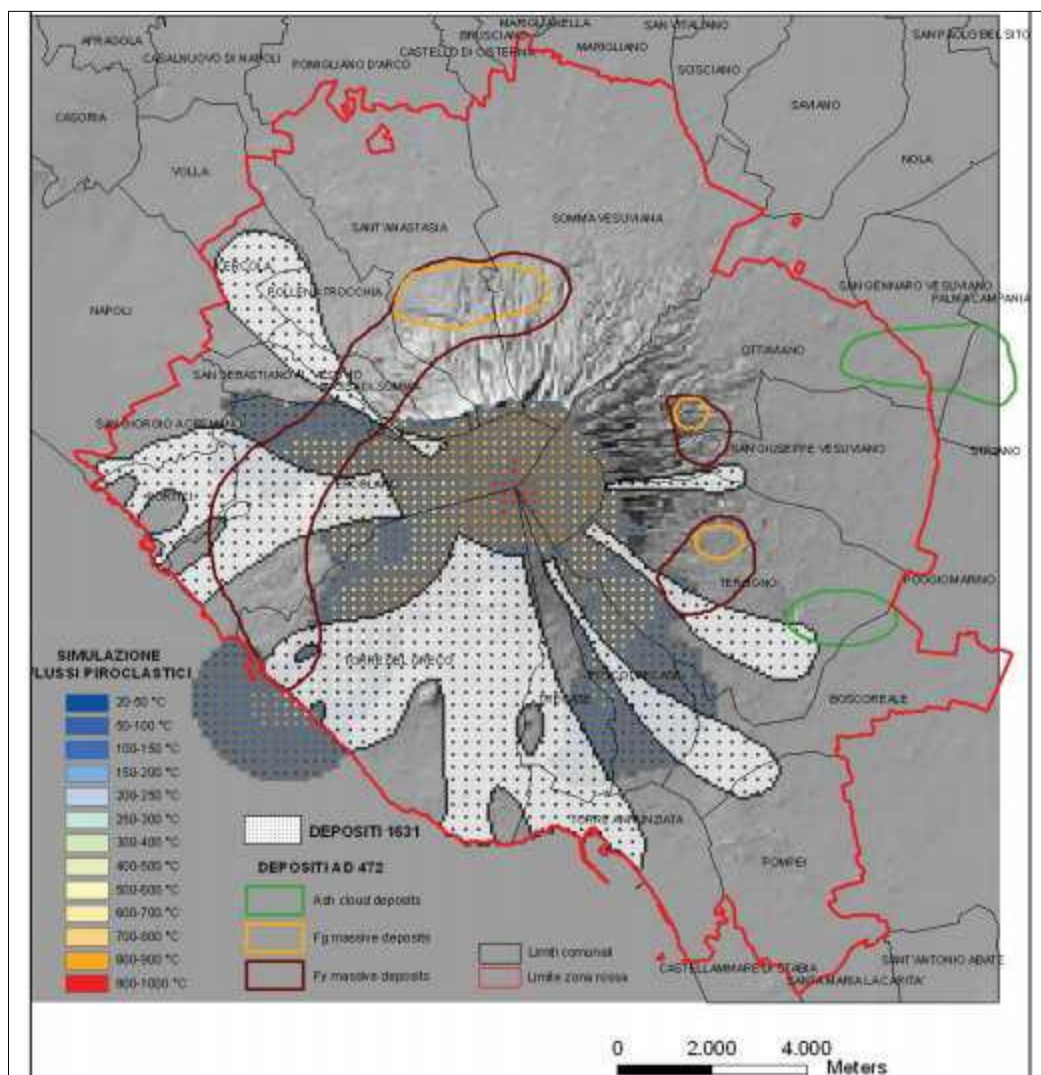 MARIGLIANELLA
SAN VITALIANO
AFRAGOLA
BRUSCIANO
SAN PAOLO BEL SITO
CASALNUOVO DI NAPOLI
CASTELLO DI CISTERNA
MARIGLIANO
POMIGLIANO D'ARCO
SCISCIANO
SAVIANO
CASORIA
VOLLA
NOLA
SANT'ANASTASIA
SOMMA VESUVIANA
CERCOLA
POLLENA TROCCHIA
SAN GENNARO VESUVIANO
PALMA CAMPANIA
NAPOLI
OTTAVIANO
SAN SEBASTIANO AL VESUVIO
MASSA DI SOMMA
SAN GIORGIO A CREMANO
SAN GIUSEPPE VESUVIANO
STRIANO
ERCOLANO
PORTICI
TERZIGNO
POGGIOMARINO
TORRE DEL GRECO
BOSCOTRECASE
TRECASE
BOSCOREALE
TORRE ANNUNZIATA
POMPEI
SANT'ANTONIO ABATE
CASTELLAMMARE DI STABIA
SANTA MARIA LA CARITA'
SIMULAZIONE
FLUSSI PIROCLASTICI
20-50 °C
50-100 °C
100-150 °C
150-200 °C
200-250 °C
250-300 °C
300-400 °C
400-500 °C
500-600 °C
600-700 °C
700-800 °C
800-900 °C
900-1000 °C
DEPOSITI 1631
DEPOSITI AD 472
Ash cloud deposits
Fg massive deposits
Fy massive deposits
Limiti comunali
Limite zona rossa
0 2.000 4.000
Meters